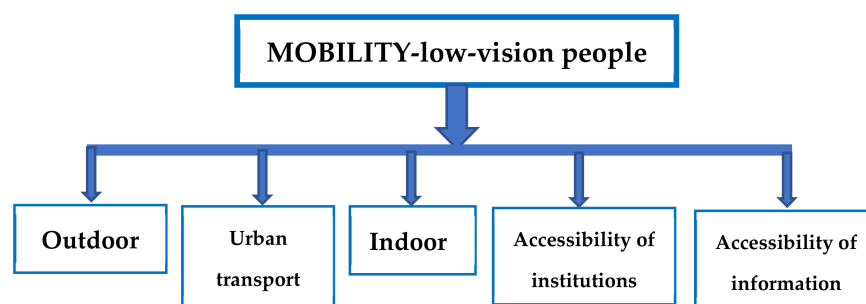 MOBILITY-low-vision people
Outdoor
Urban
transport
Indoor
Accessibility of
institutions
Accessibility of
information